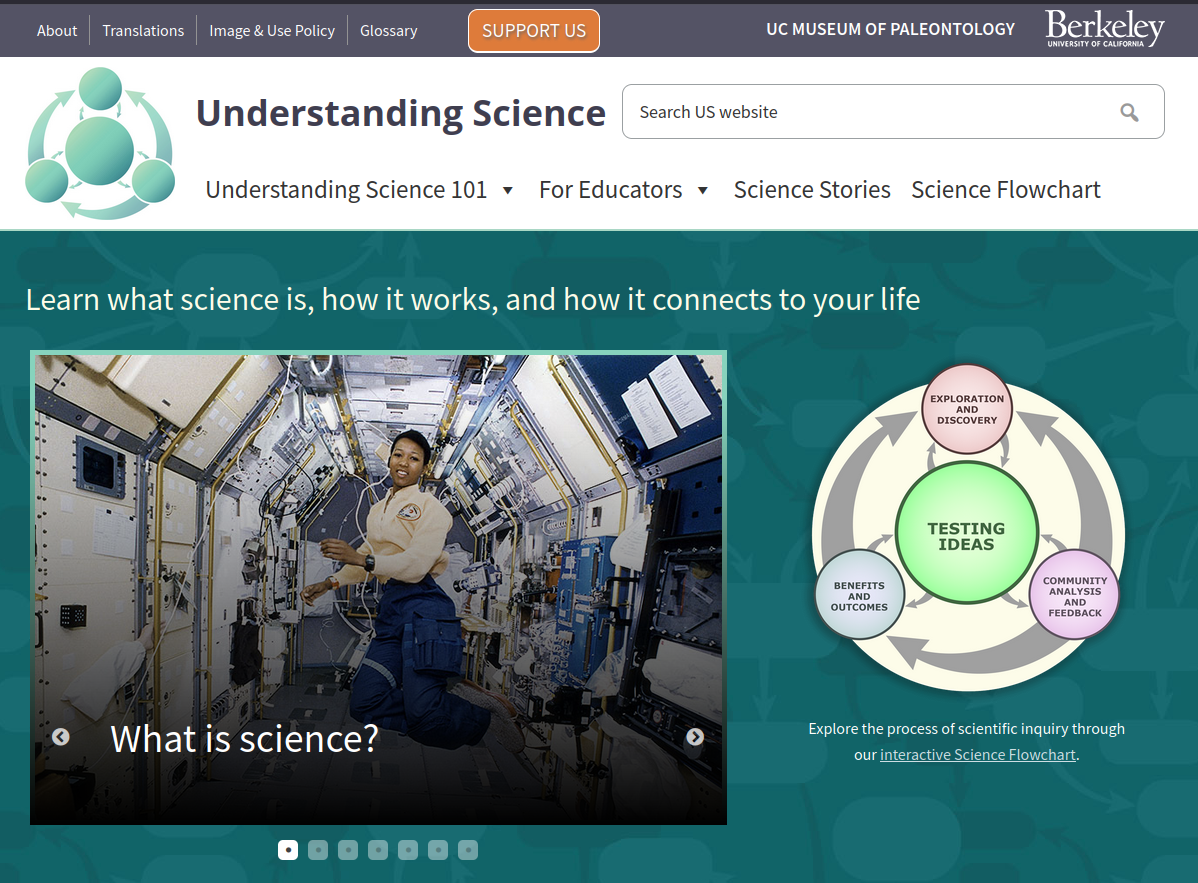 About
Translations
Image & Use Policy
Glossary
SUPPORT US
UC MUSEUM OF PALEONTOLOGY
Berkeley
UNIVERSITY OF CALIFORNIA
Understanding Science
Search US website
Understanding Science 101
For Educators
Science Stories
Science Flowchart
Learn what science is, how it works, and how it connects to your life
What is science?
EXPLORATION
AND
DISCOVERY
TESTING
IDEAS
BENEFITS
AND
OUTCOMES
COMMUNITY
ANALYSIS
AND
FEEDBACK
Explore the process of scientific inquiry through
our interactive Science Flowchart.